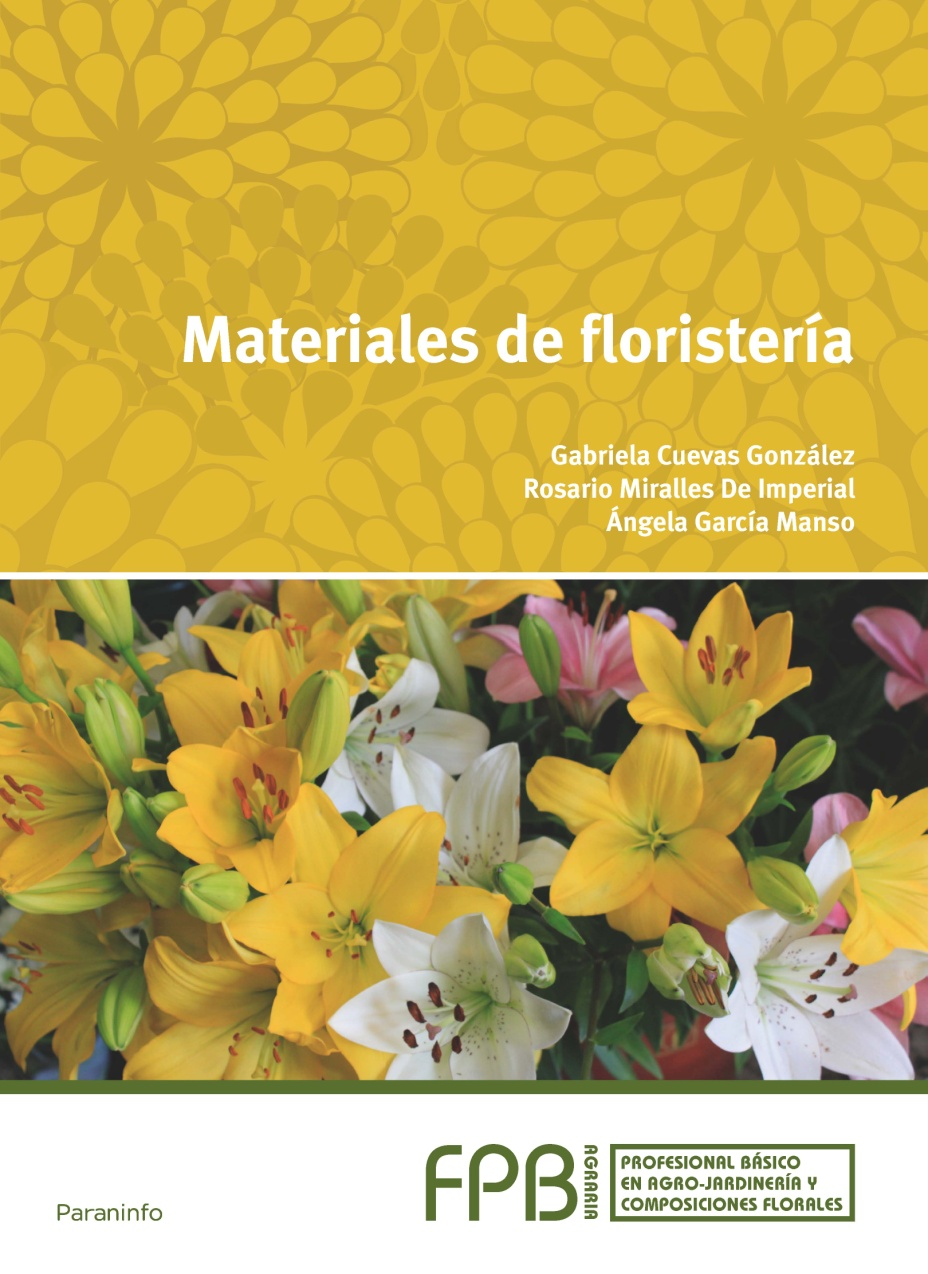 Materiales de floristería
Gabriela Cuevas González
Rosario Miralles De Imperial
Ángela García Manso
Paraninfo
FPB
AGRARIA
PROFESIONAL BÁSICO
EN AGRO-JARDINERÍA Y
COMPOSICIONES FLORALES